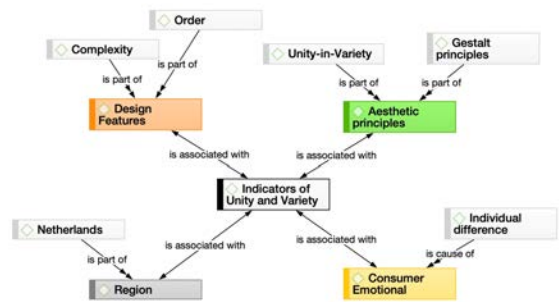 Order
Complexity
is part of
is part of
Design
Features
Unity-in-Variety
Gestalt
principles
is part of
is part of
Aesthetic
principles
is associated with
is associated with
Indicators of
Unity and Variety
Netherlands
is part of
is associated with
Region
is associated with
Individual
difference
is cause of
Consumer
Emotional